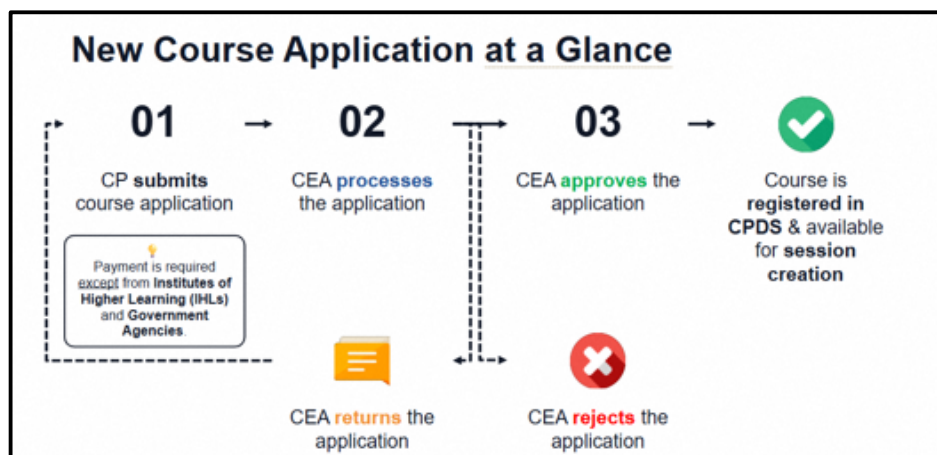 New Course Application at a Glance
01
CP submits
course application
Payment is required
except from Institutes of
Higher Learning (IHLs)
and Government
Agencies.
02
CEA processes
the application
03
CEA approves the
application
Course is
registered in
CPDS & available
for session
creation
CEA returns the
application
CEA rejects the
application